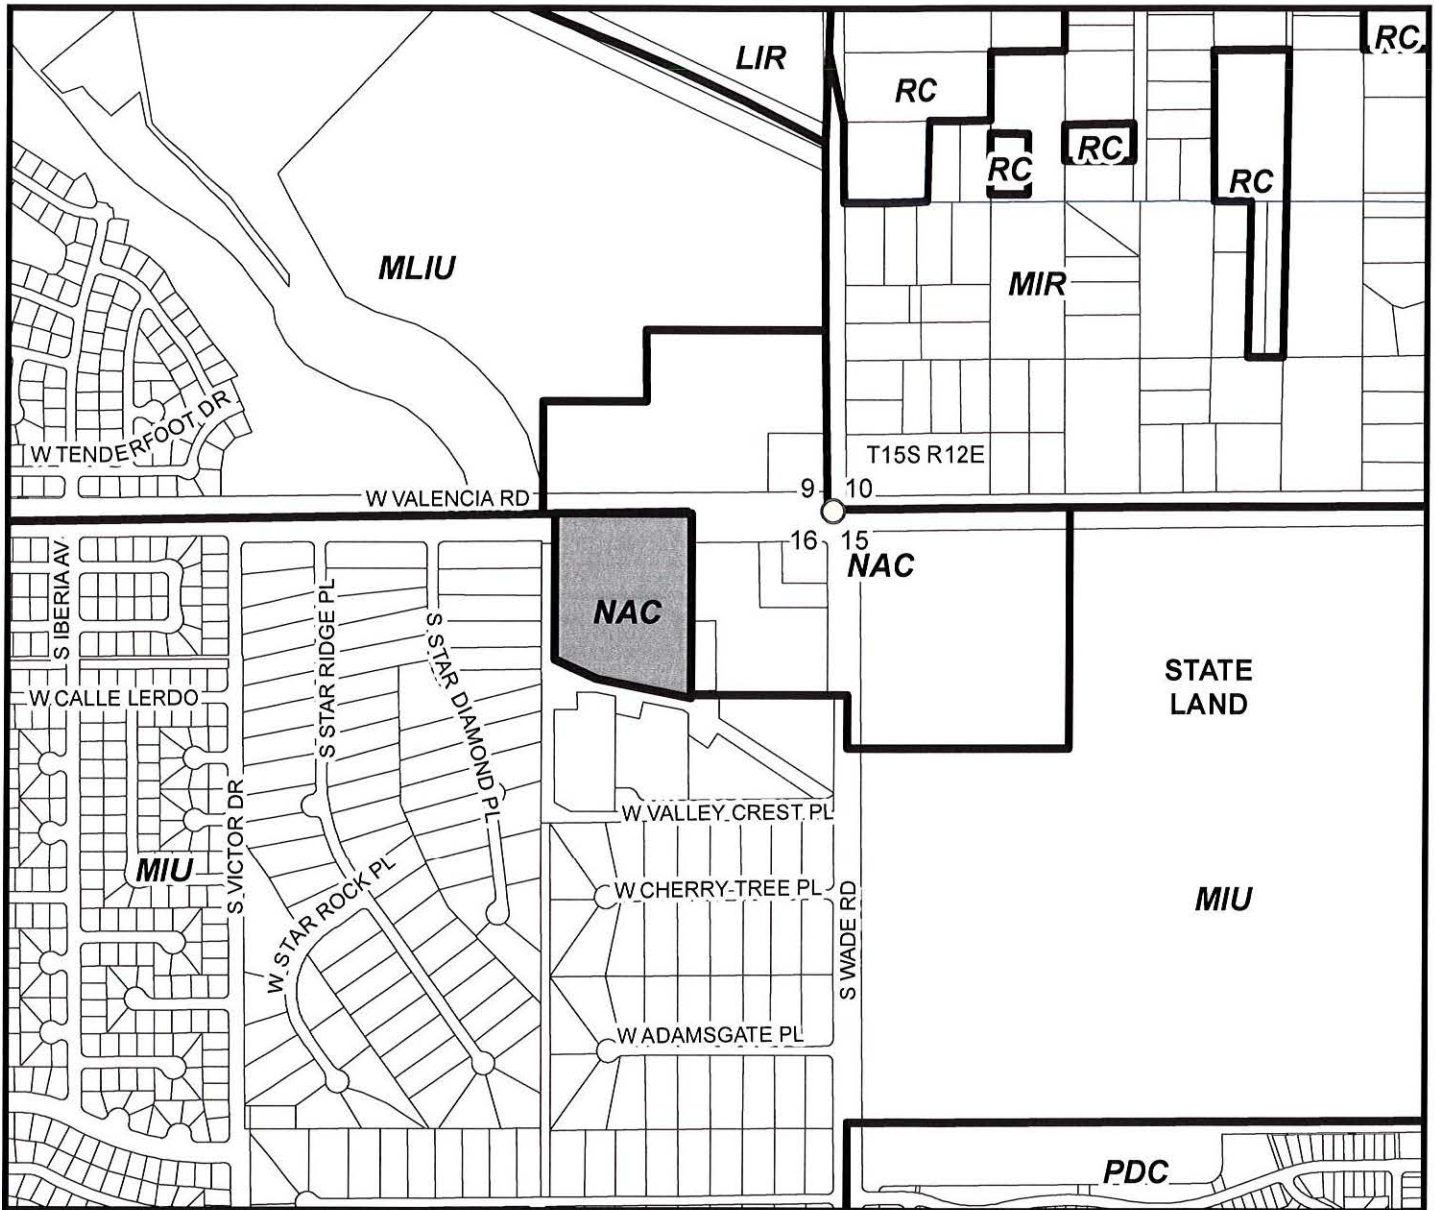 LIR
RC
RC
RC
RC
RC
MLIU
MIR
W TENDERFOOT DR
T15S R12E
W VALENCIA RD
9 10
16 15
NAC
NAC
S IBERIA AV
S STAR RIDGE PL
S STAR DIAMOND PL
STATE
LAND
W CALLE LERDO
S VICTOR DR
W VALLEY CREST PL
MIU
W STAR ROCK PL
W CHERRY-TREE PL
MIU
S WADE RD
W ADAMSGATE PL
PDC